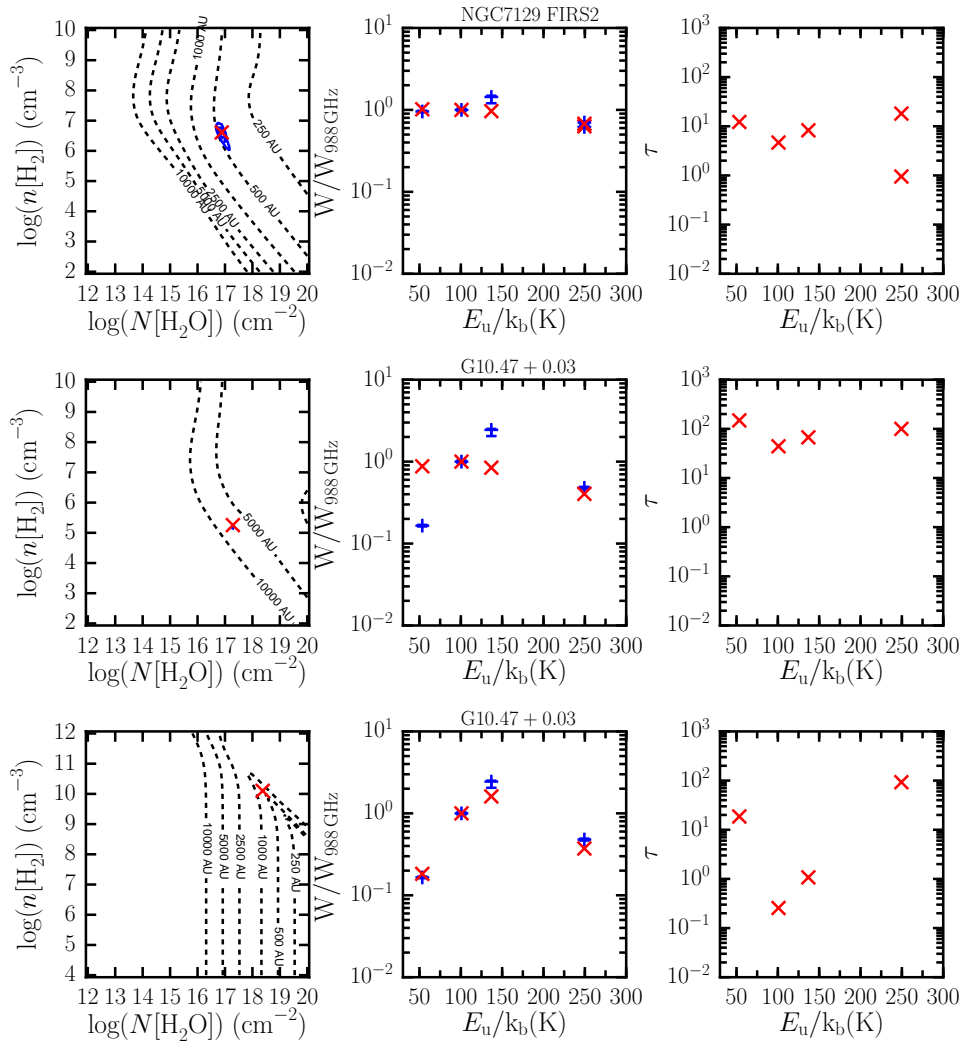 NGC7129 FIRS2
log(n[H2]) (cm−3)
10
9
8
7
6
5
4
3
2
1000 AU
250 AU
500 AU
2500 AU
5000 AU
10000 AU
12 13 14 15 16 17 18 19 20
log(N[H2O]) (cm−2)
W/W988 GHz
10^1
10^0
10^−1
10^−2
50 100 150 200 250 300
Eu/kb(K)
τ
10^3
10^2
10^1
10^0
10^−1
10^−2
50 100 150 200 250 300
Eu/kb(K)
G10.47 + 0.03
log(n[H2]) (cm−3)
10
9
8
7
6
5
4
3
2
5000 AU
10000 AU
12 13 14 15 16 17 18 19 20
log(N[H2O]) (cm−2)
W/W988 GHz
10^1
10^0
10^−1
10^−2
50 100 150 200 250 300
Eu/kb(K)
τ
10^3
10^2
10^1
10^0
10^−1
10^−2
50 100 150 200 250 300
Eu/kb(K)
G10.47 + 0.03
log(n[H2]) (cm−3)
12
11
10
9
8
7
6
5
4
10000 AU
5000 AU
2500 AU
1000 AU
500 AU
250 AU
12 13 14 15 16 17 18 19 20
log(N[H2O]) (cm−2)
W/W988 GHz
10^1
10^0
10^−1
10^−2
50 100 150 200 250 300
Eu/kb(K)
τ
10^3
10^2
10^1
10^0
10^−1
10^−2
50 100 150 200 250 300
Eu/kb(K)